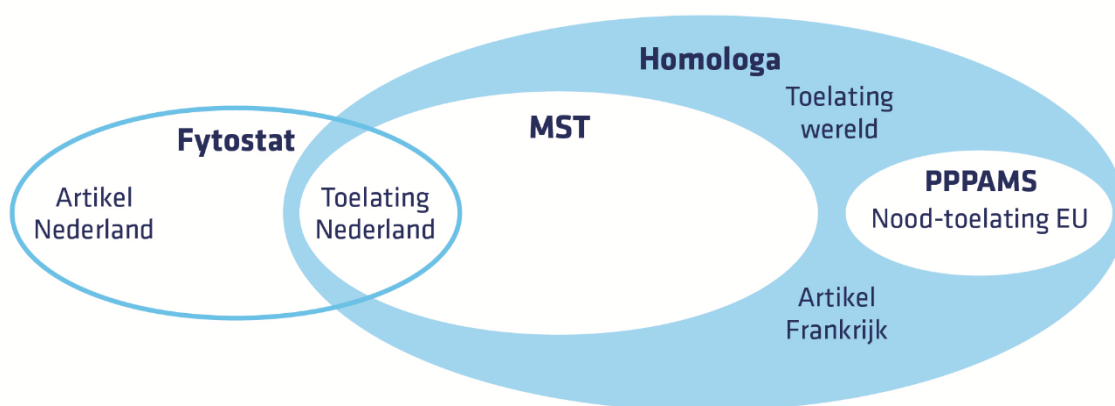 Homologa
Toelating
wereld
MST
Fytostat
Artikel
Nederland
Toelating
Nederland
PPPAMS
Nood-toelating EU
Artikel
Frankrijk